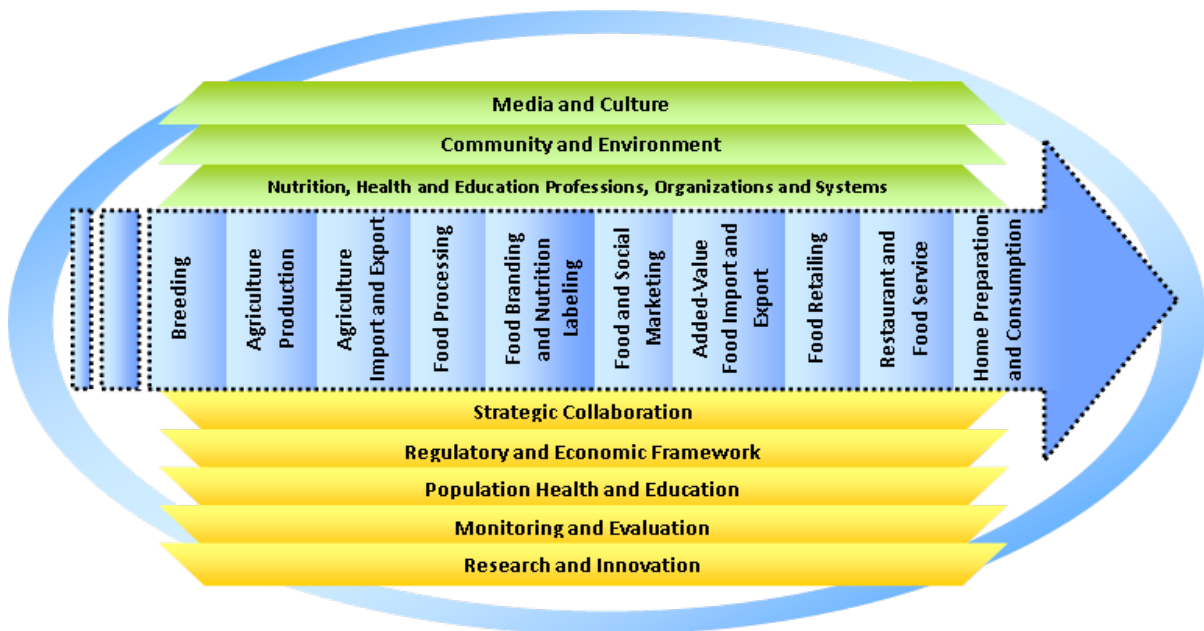 Media and Culture
Community and Environment
Nutrition, Health and Education Professions, Organizations and Systems
Breeding
Agriculture
Production
Agriculture
Import and Export
Food Processing
Food Branding
and Nutrition
Labeling
Food and Social
Marketing
Added-Value
Food Import and
Export
Food Retailing
Restaurant and
Food Service
Home Preparation
and Consumption
Strategic Collaboration
Regulatory and Economic Framework
Population Health and Education
Monitoring and Evaluation
Research and Innovation